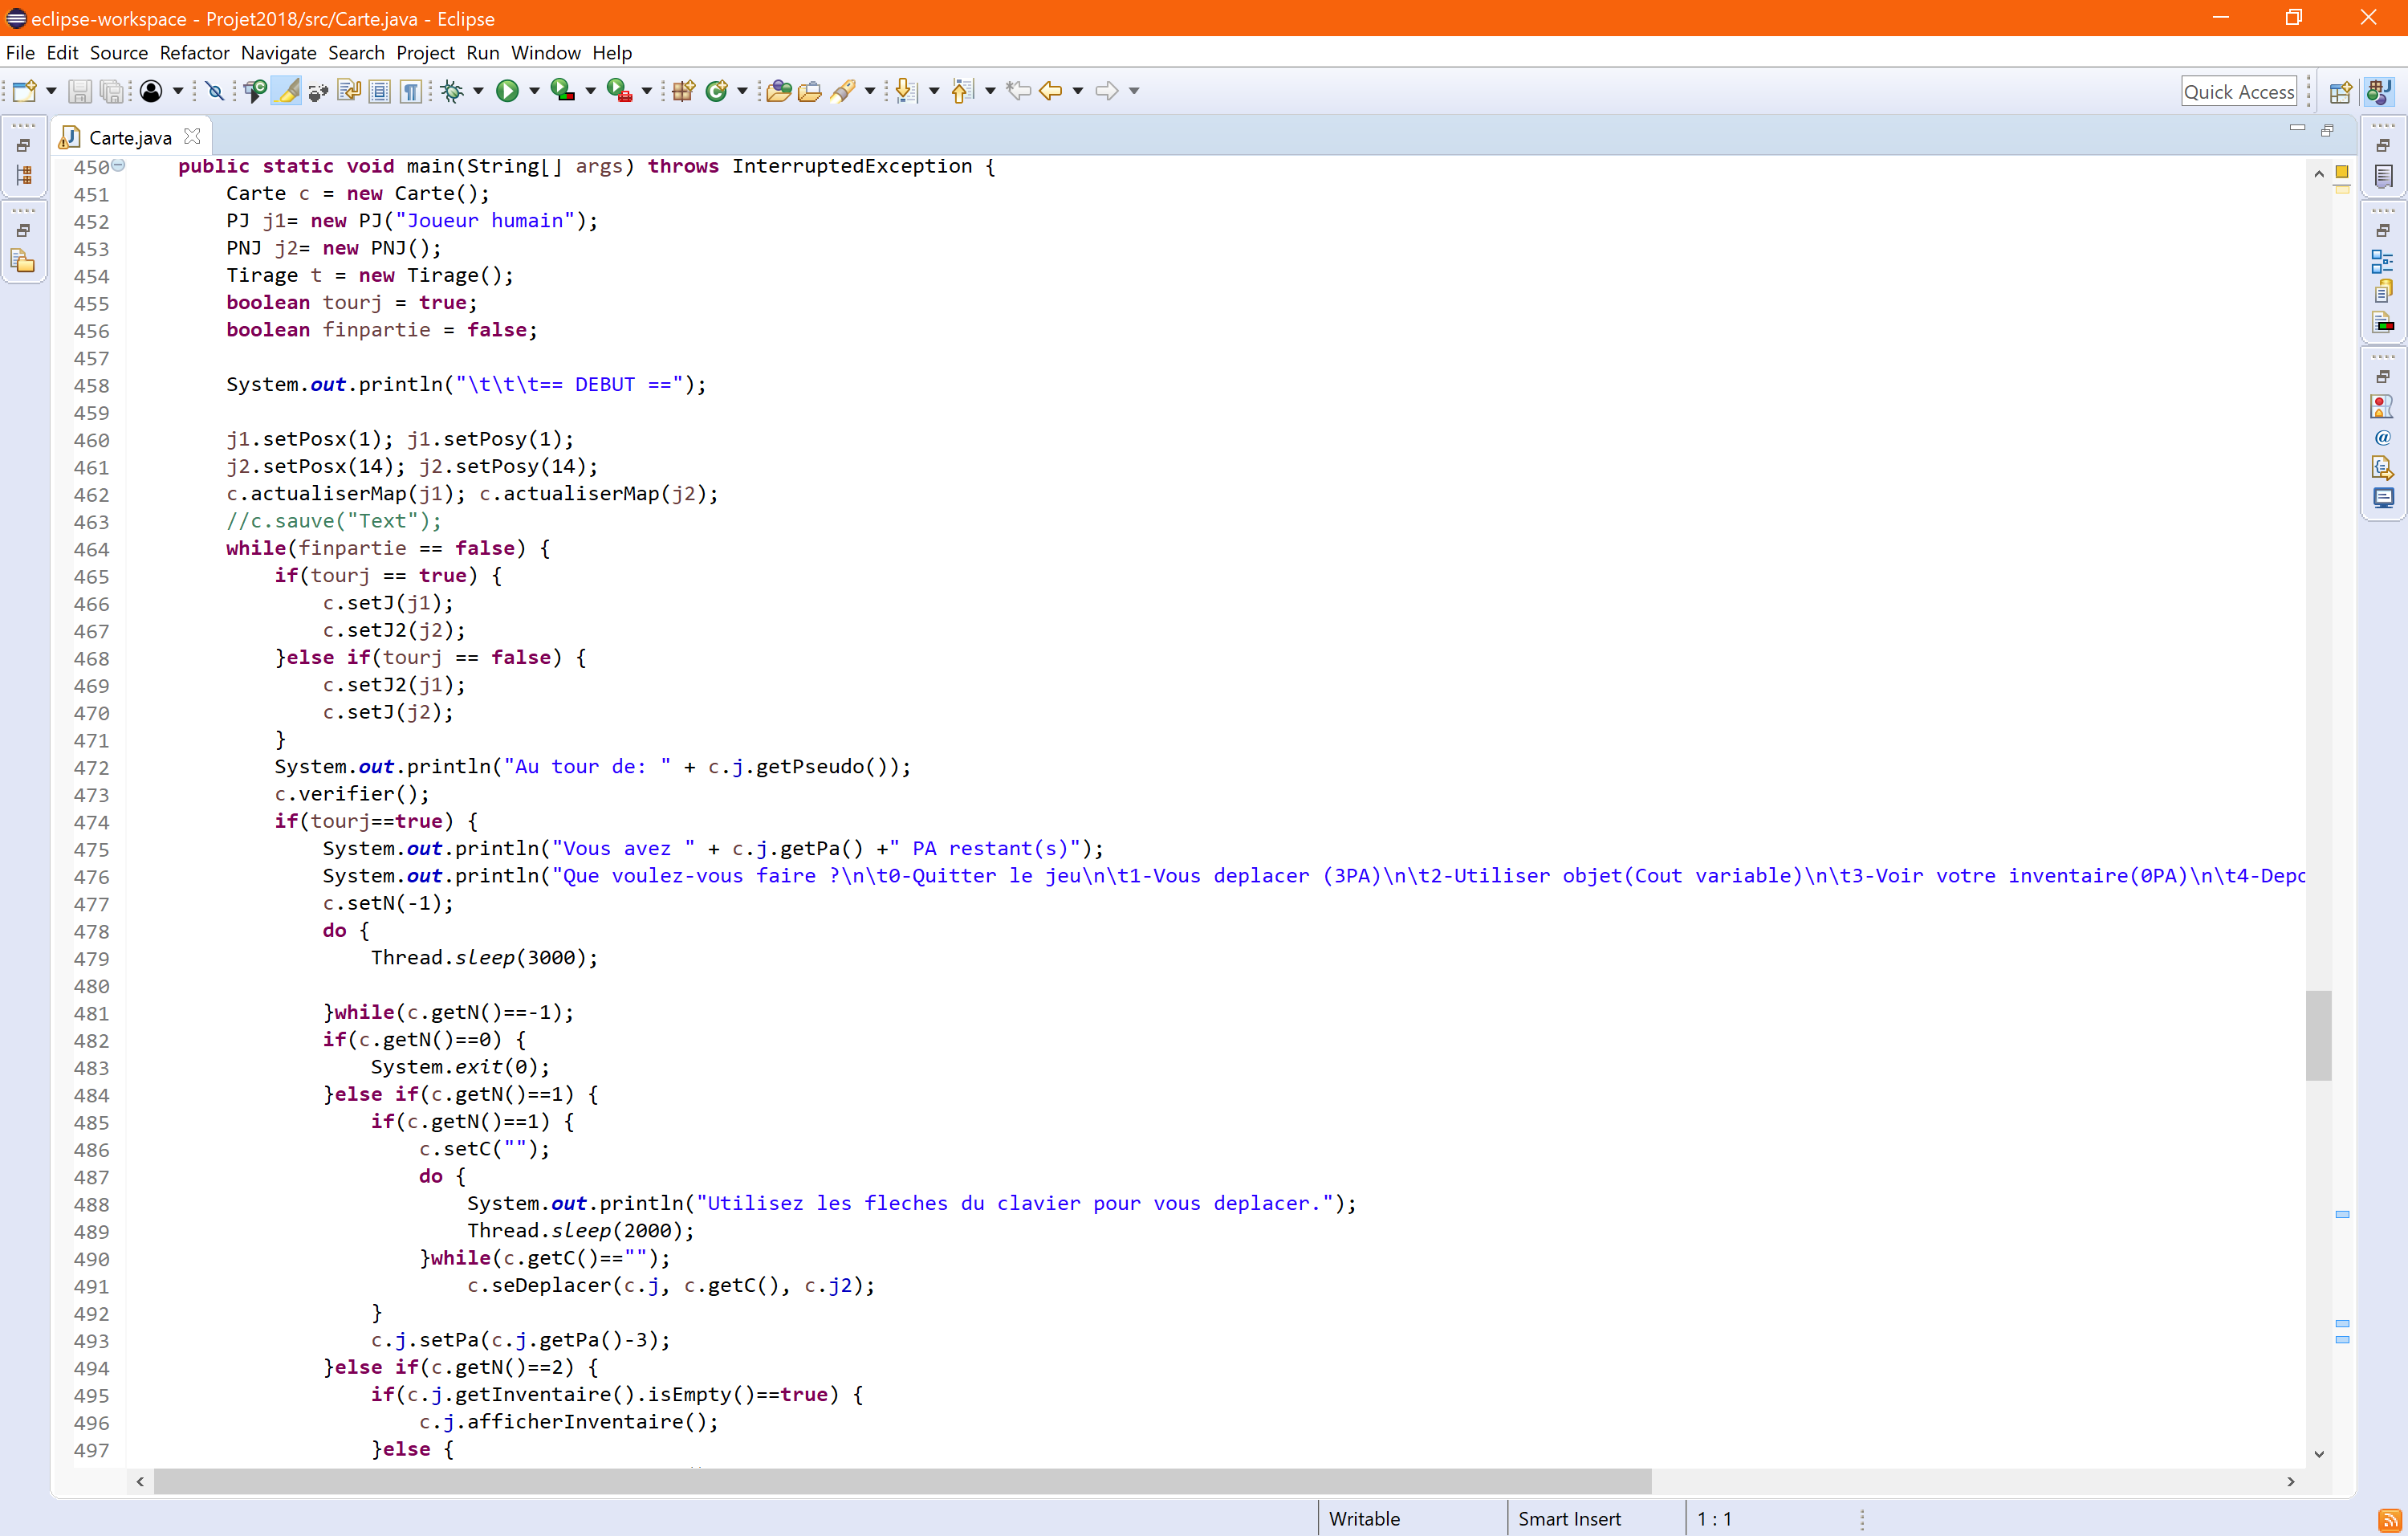 eclipse-workspace - Projet2018/src/Carte.java - Eclipse
File Edit Source Refactor Navigate Search Project Run Window Help
Quick Access
Carte.java
450 public static void main(String[] args) throws InterruptedException {
451 Carte c = new Carte();
452 PJ j1= new PJ("Joueur humain");
453 PNJ j2= new PNJ();
454 Tirage t = new Tirage();
455 boolean tourj = true;
456 boolean finpartie = false;
457
458 System.out.println("\t\t\t== DEBUT ==");
459
460 j1.setPosx(1); j1.setPosy(1);
461 j2.setPosx(14); j2.setPosy(14);
462 c.actualiserMap(j1); c.actualiserMap(j2);
463 //c.sauve("Text");
464 while(finpartie == false) {
465 if(tourj == true) {
466 c.setJ(j1);
467 c.setJ2(j2);
468 }else if(tourj == false) {
469 c.setJ2(j1);
470 c.setJ(j2);
471 }
472 System.out.println("Au tour de: " + c.j.getPseudo());
473 c.verifier();
474 if(tourj==true) {
475 System.out.println("Vous avez " + c.j.getPa() +" PA restant(s)");
476 System.out.println("Que voulez-vous faire ?\n\t0-Quitter le jeu\n\t1-Vous deplacer (3PA)\n\t2-Utiliser objet(Cout variable)\n\t3-Voir votre inventaire(0PA)\n\t4-Depo
477 c.setN(-1);
478 do {
479 Thread.sleep(3000);
480
481 }while(c.getN()==-1);
482 if(c.getN()==0) {
483 System.exit(0);
484 }else if(c.getN()==1) {
485 if(c.getN()==1) {
486 c.setC("");
487 do {
488 System.out.println("Utilisez les fleches du clavier pour vous deplacer.");
489 Thread.sleep(2000);
490 }while(c.getC()=="");
491 c.seDeplacer(c.j, c.getC(), c.j2);
492 }
493 c.j.setPa(c.j.getPa()-3);
494 }else if(c.getN()==2) {
495 if(c.j.getInventaire().isEmpty()==true) {
496 c.j.afficherInventaire();
497 }else {
Writable Smart Insert 1 : 1